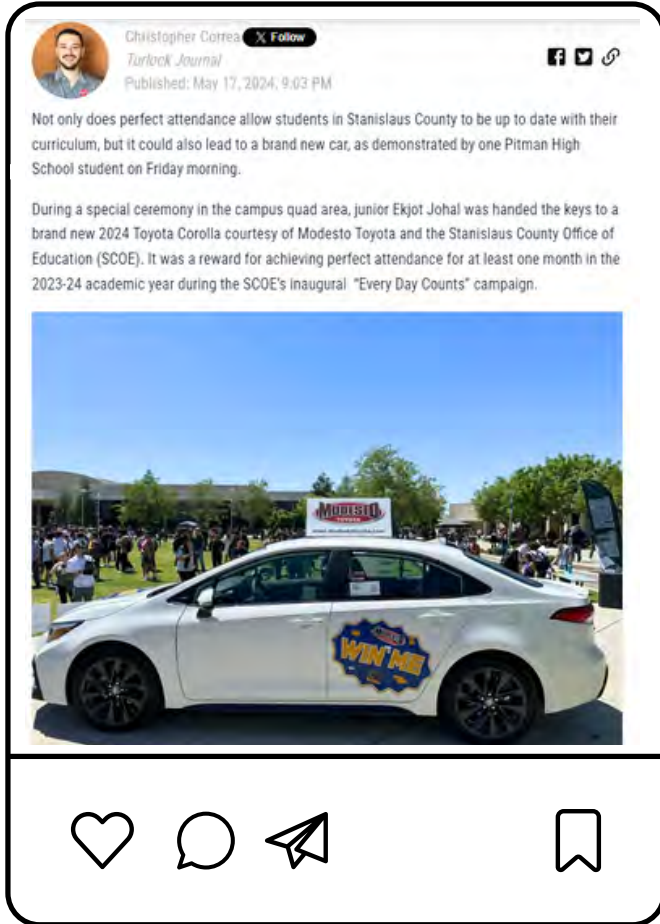 Christopher Correa X Follow
Turlock Journal
Published: May 17, 2024, 9:03 PM
Not only does perfect attendance allow students in Stanislaus County to be up to date with their
curriculum, but it could also lead to a brand new car, as demonstrated by one Pitman High
School student on Friday morning.
During a special ceremony in the campus quad area, junior Ekjot Johal was handed the keys to a
brand new 2024 Toyota Corolla courtesy of Modesto Toyota and the Stanislaus County Office of
Education (SCOE). It was a reward for achieving perfect attendance for at least one month in the
2023-24 academic year during the SCOE's inaugural "Every Day Counts" campaign.
MODESTO
TOYOTA
WIN ME